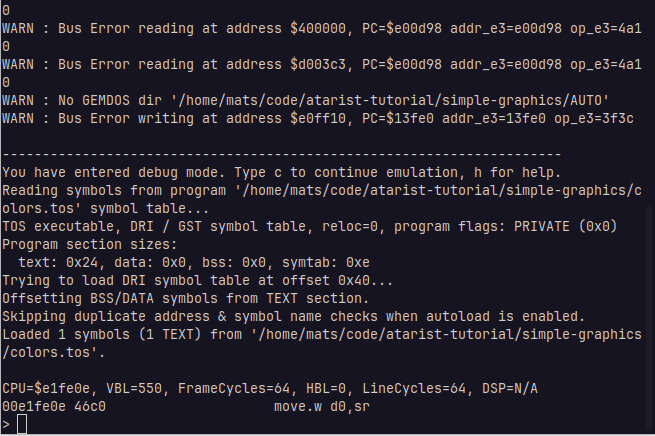 0
WARN : Bus Error reading at address $400000, PC=$e00d98 addr_e3=e00d98 op_e3=4a1
0
WARN : Bus Error reading at address $d003c3, PC=$e00d98 addr_e3=e00d98 op_e3=4a1
0
WARN : No GEMDOS dir '/home/mats/code/atarist-tutorial/simple-graphics/AUTO'
WARN : Bus Error writing at address $e0ff10, PC=$13fe0 addr_e3=13fe0 op_e3=3f3c

----------------------------------------------------------------------
You have entered debug mode. Type c to continue emulation, h for help.
Reading symbols from program '/home/mats/code/atarist-tutorial/simple-graphics/c
olors.tos' symbol table...
TOS executable, DRI / GST symbol table, reloc=0, program flags: PRIVATE (0x0)
Program section sizes:
  text: 0x24, data: 0x0, bss: 0x0, symtab: 0xe
Trying to load DRI symbol table at offset 0x40...
Offsetting BSS/DATA symbols from TEXT section.
Skipping duplicate address & symbol name checks when autoload is enabled.
Loaded 1 symbols (1 TEXT) from '/home/mats/code/atarist-tutorial/simple-graphics
/colors.tos'.

CPU=$e1fe0e, VBL=550, FrameCycles=64, HBL=0, LineCycles=64, DSP=N/A
00e1fe0e 46c0                     move.w d0,sr
>